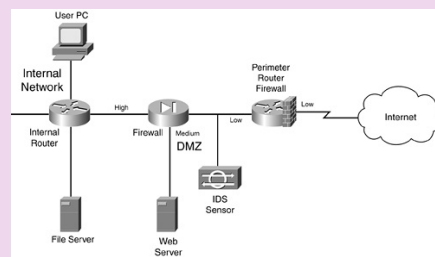 User PC
Internal
Network
Perimeter
Router
Firewall
High
Low
Low
Internet
Internal
Router
Firewall
Medium
DMZ
IDS
Sensor
File Server
Web
Server